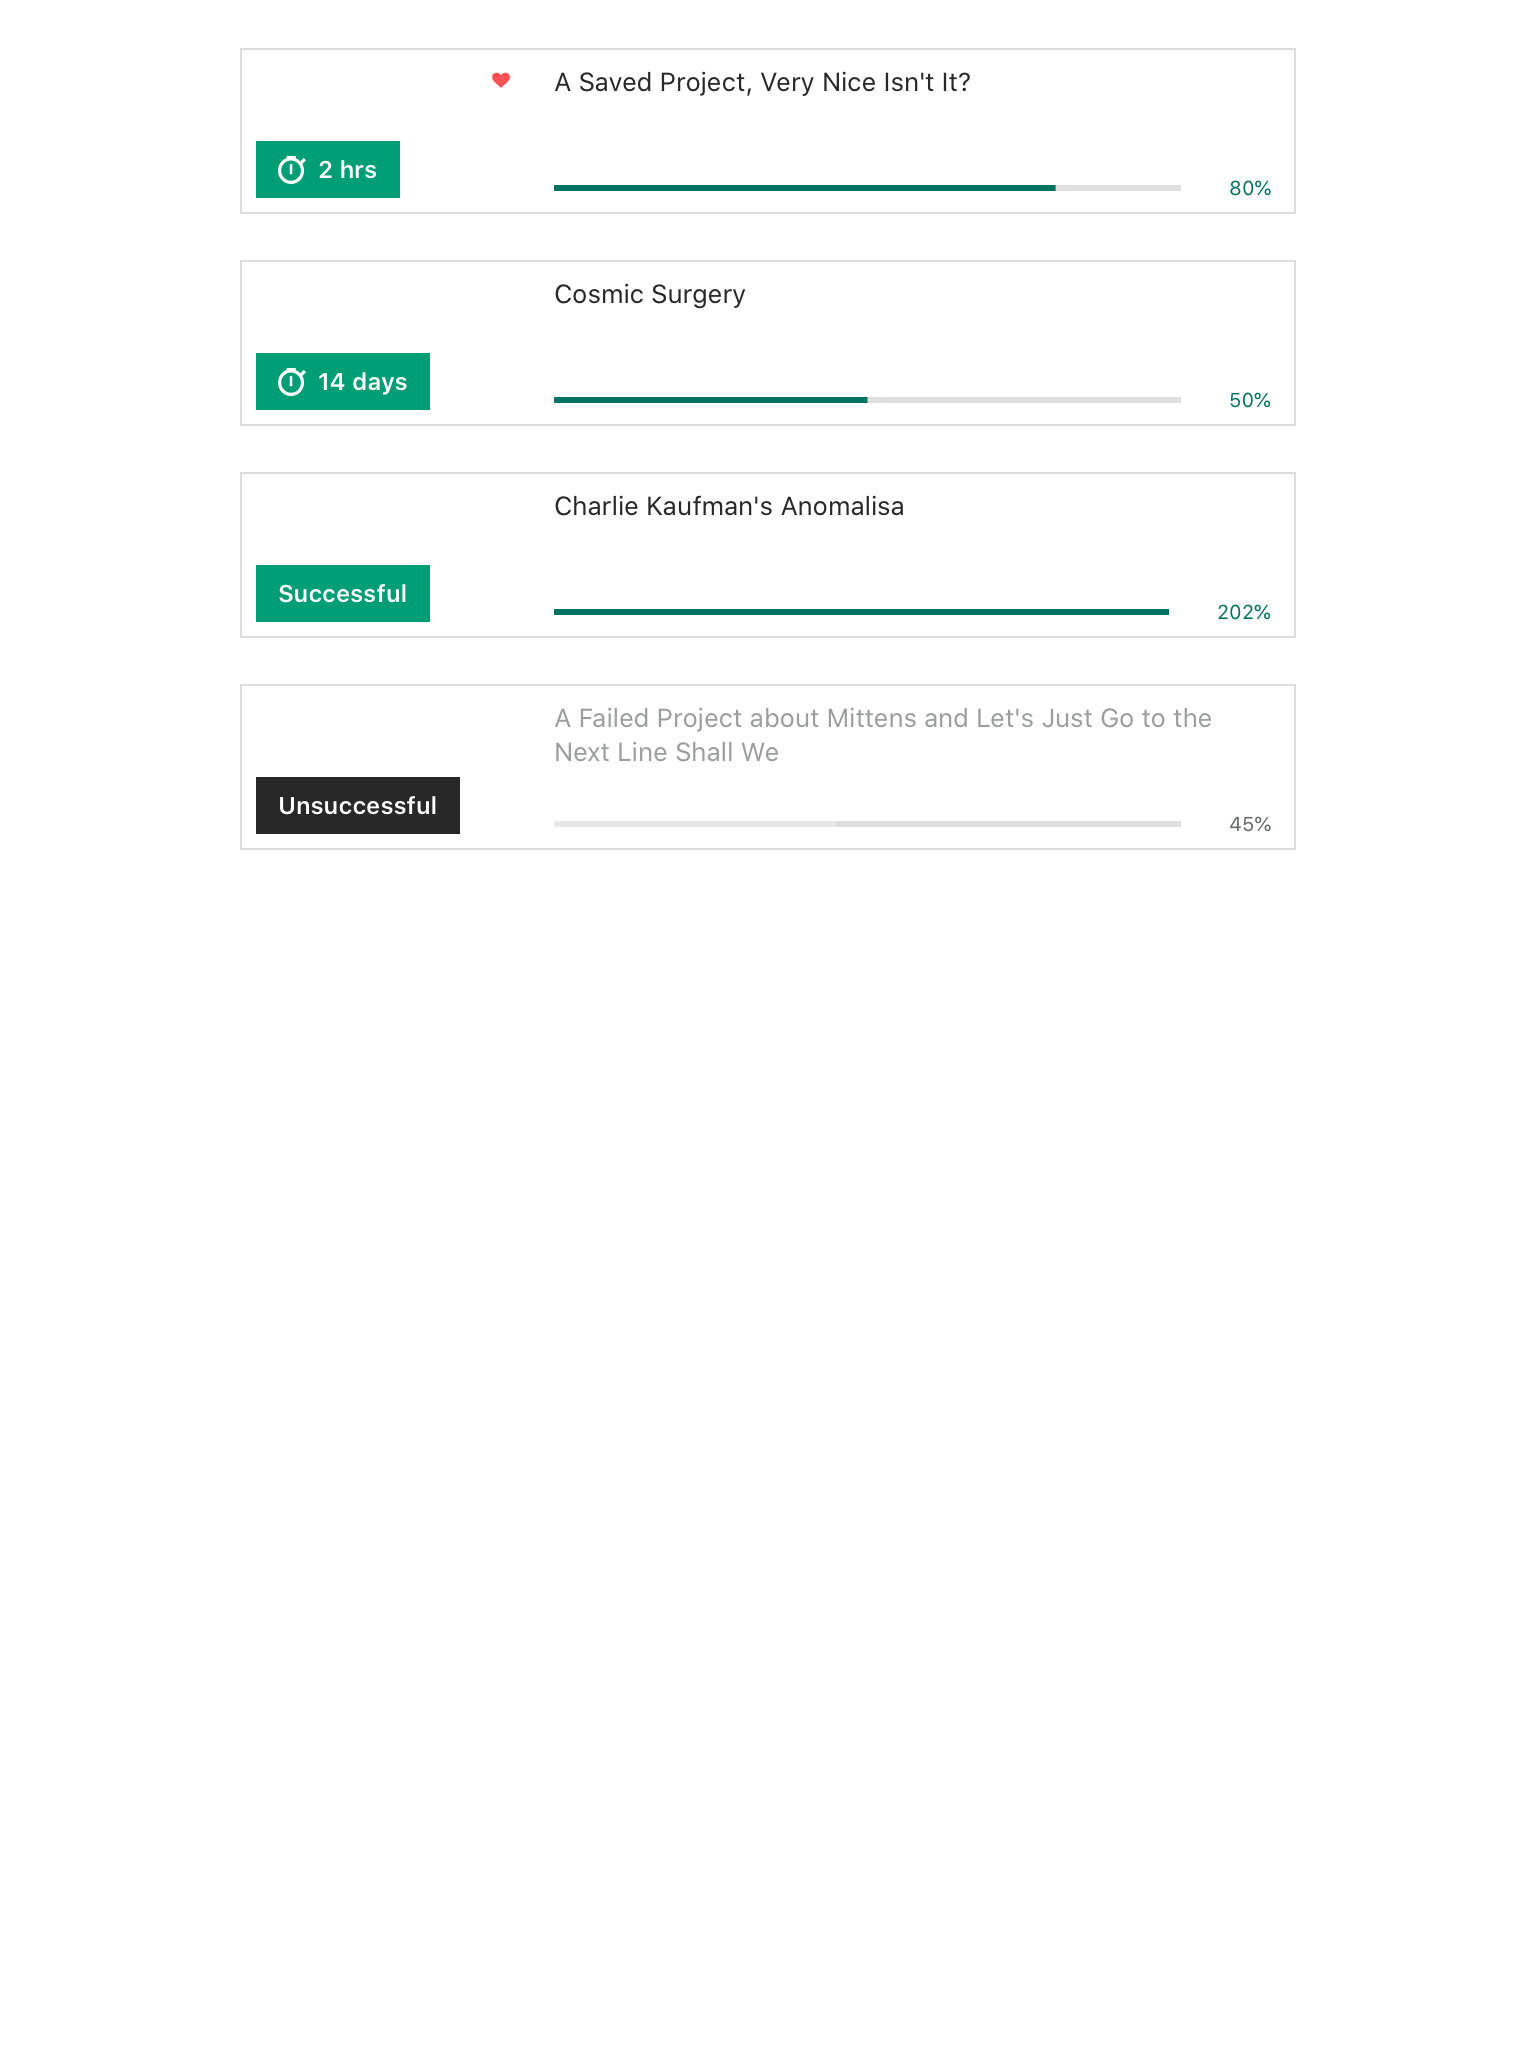 A Saved Project, Very Nice Isn't It?
2 hrs
80%
Cosmic Surgery
14 days
50%
Charlie Kaufman's Anomalisa
Successful
202%
A Failed Project about Mittens and Let's Just Go to the
Next Line Shall We
Unsuccessful
45%